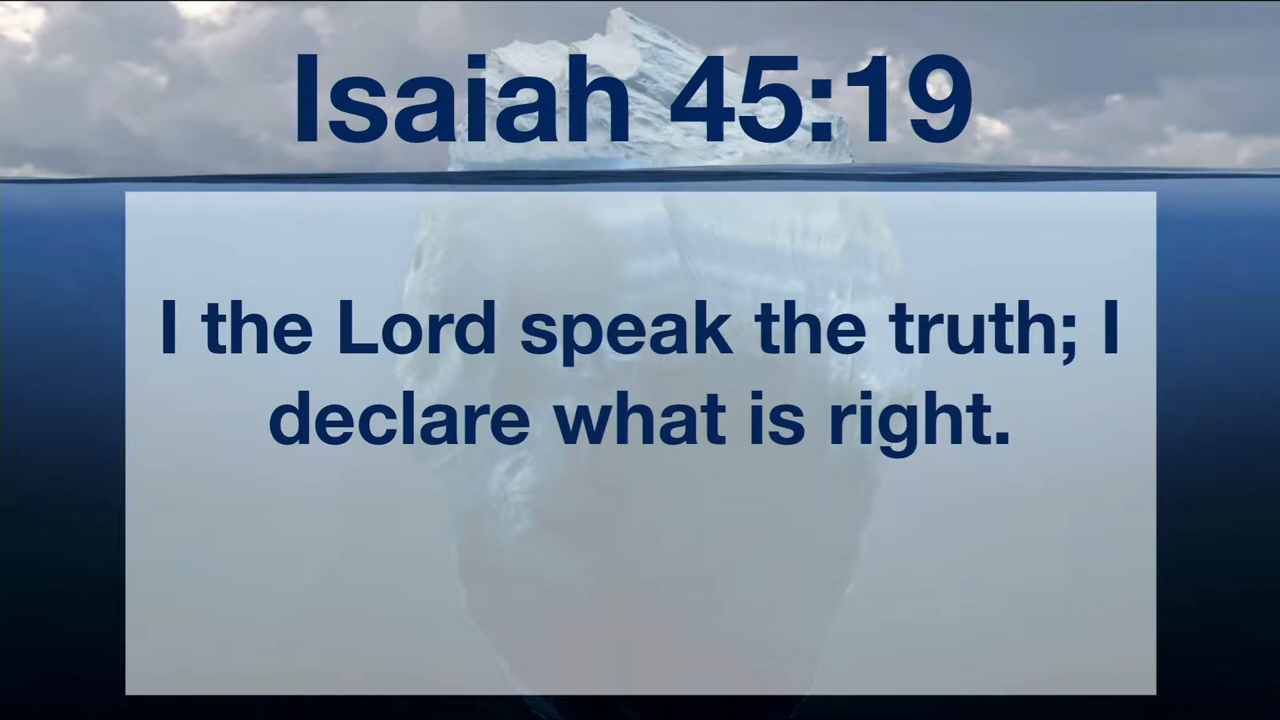 Isaiah 45:19
I the Lord speak the truth; I
declare what is right.